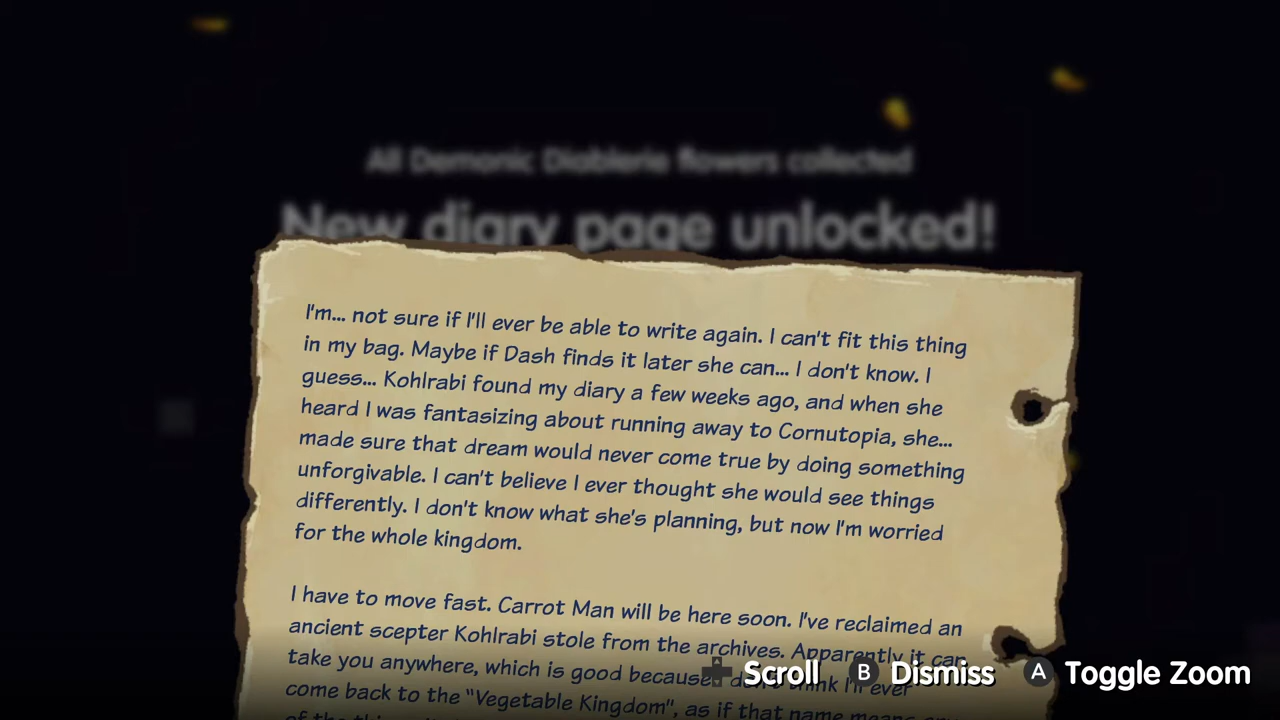 All Demonic Diablerie flowers collected
New diary page unlocked!
I'm... not sure if I'll ever be able to write again. I can't fit this thing
in my bag. Maybe if Dash finds it later she can... I don't know. I
guess... Kohlrabi found my diary a few weeks ago, and when she
heard I was fantasizing about running away to Cornutopia, she...
made sure that dream would never come true by doing something
unforgivable. I can't believe I ever thought she would see things
differently. I don't know what she's planning, but now I'm worried
for the whole kingdom.
I have to move fast. Carrot Man will be here soon. I've reclaimed an
ancient scepter Kohlrabi stole from the archives. Apparently it can
take you anywhere, which is good because I don't think I'll ever
come back to the "Vegetable Kingdom", as if that name means any
Scroll
B Dismiss
A Toggle Zoom